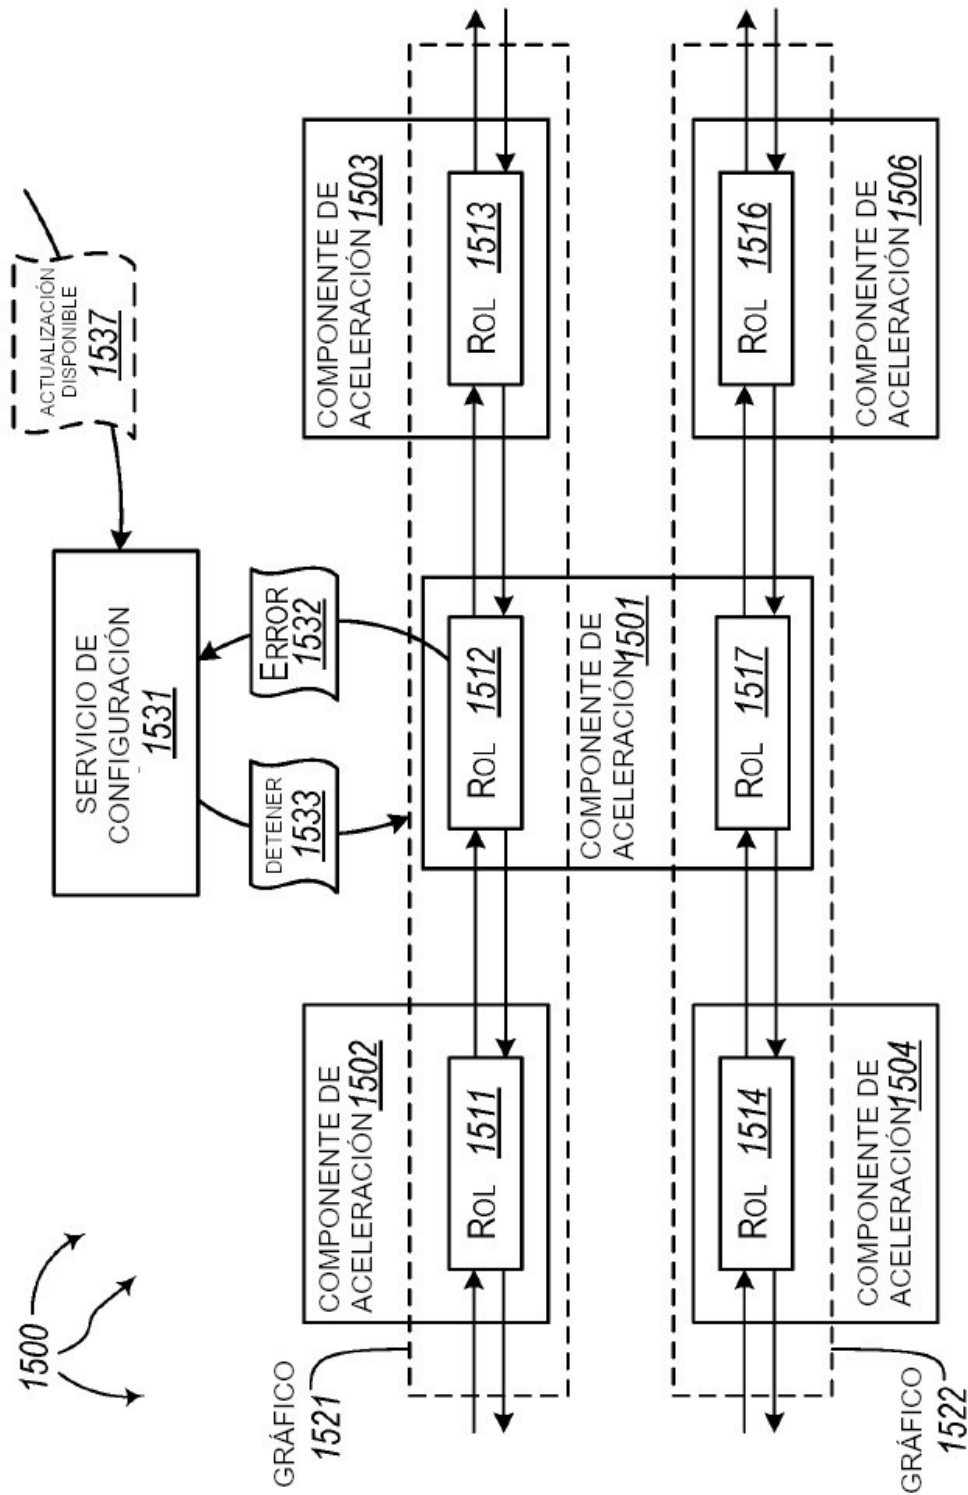 1500
ACTUALIZACIÓN
DISPONIBLE
1537
SERVICIO DE
CONFIGURACIÓN
1531
DETENER
1533
ERROR
1532
GRÁFICO
1521
COMPONENTE DE
ACELERACIÓN 1502
ROL 1511
ROL 1512
COMPONENTE DE
ACELERACIÓN 1503
ROL 1513
COMPONENTE DE
ACELERACIÓN 1501
ROL 1514
COMPONENTE DE
ACELERACIÓN 1504
ROL 1517
ROL 1516
COMPONENTE DE
ACELERACIÓN 1506
GRÁFICO
1522